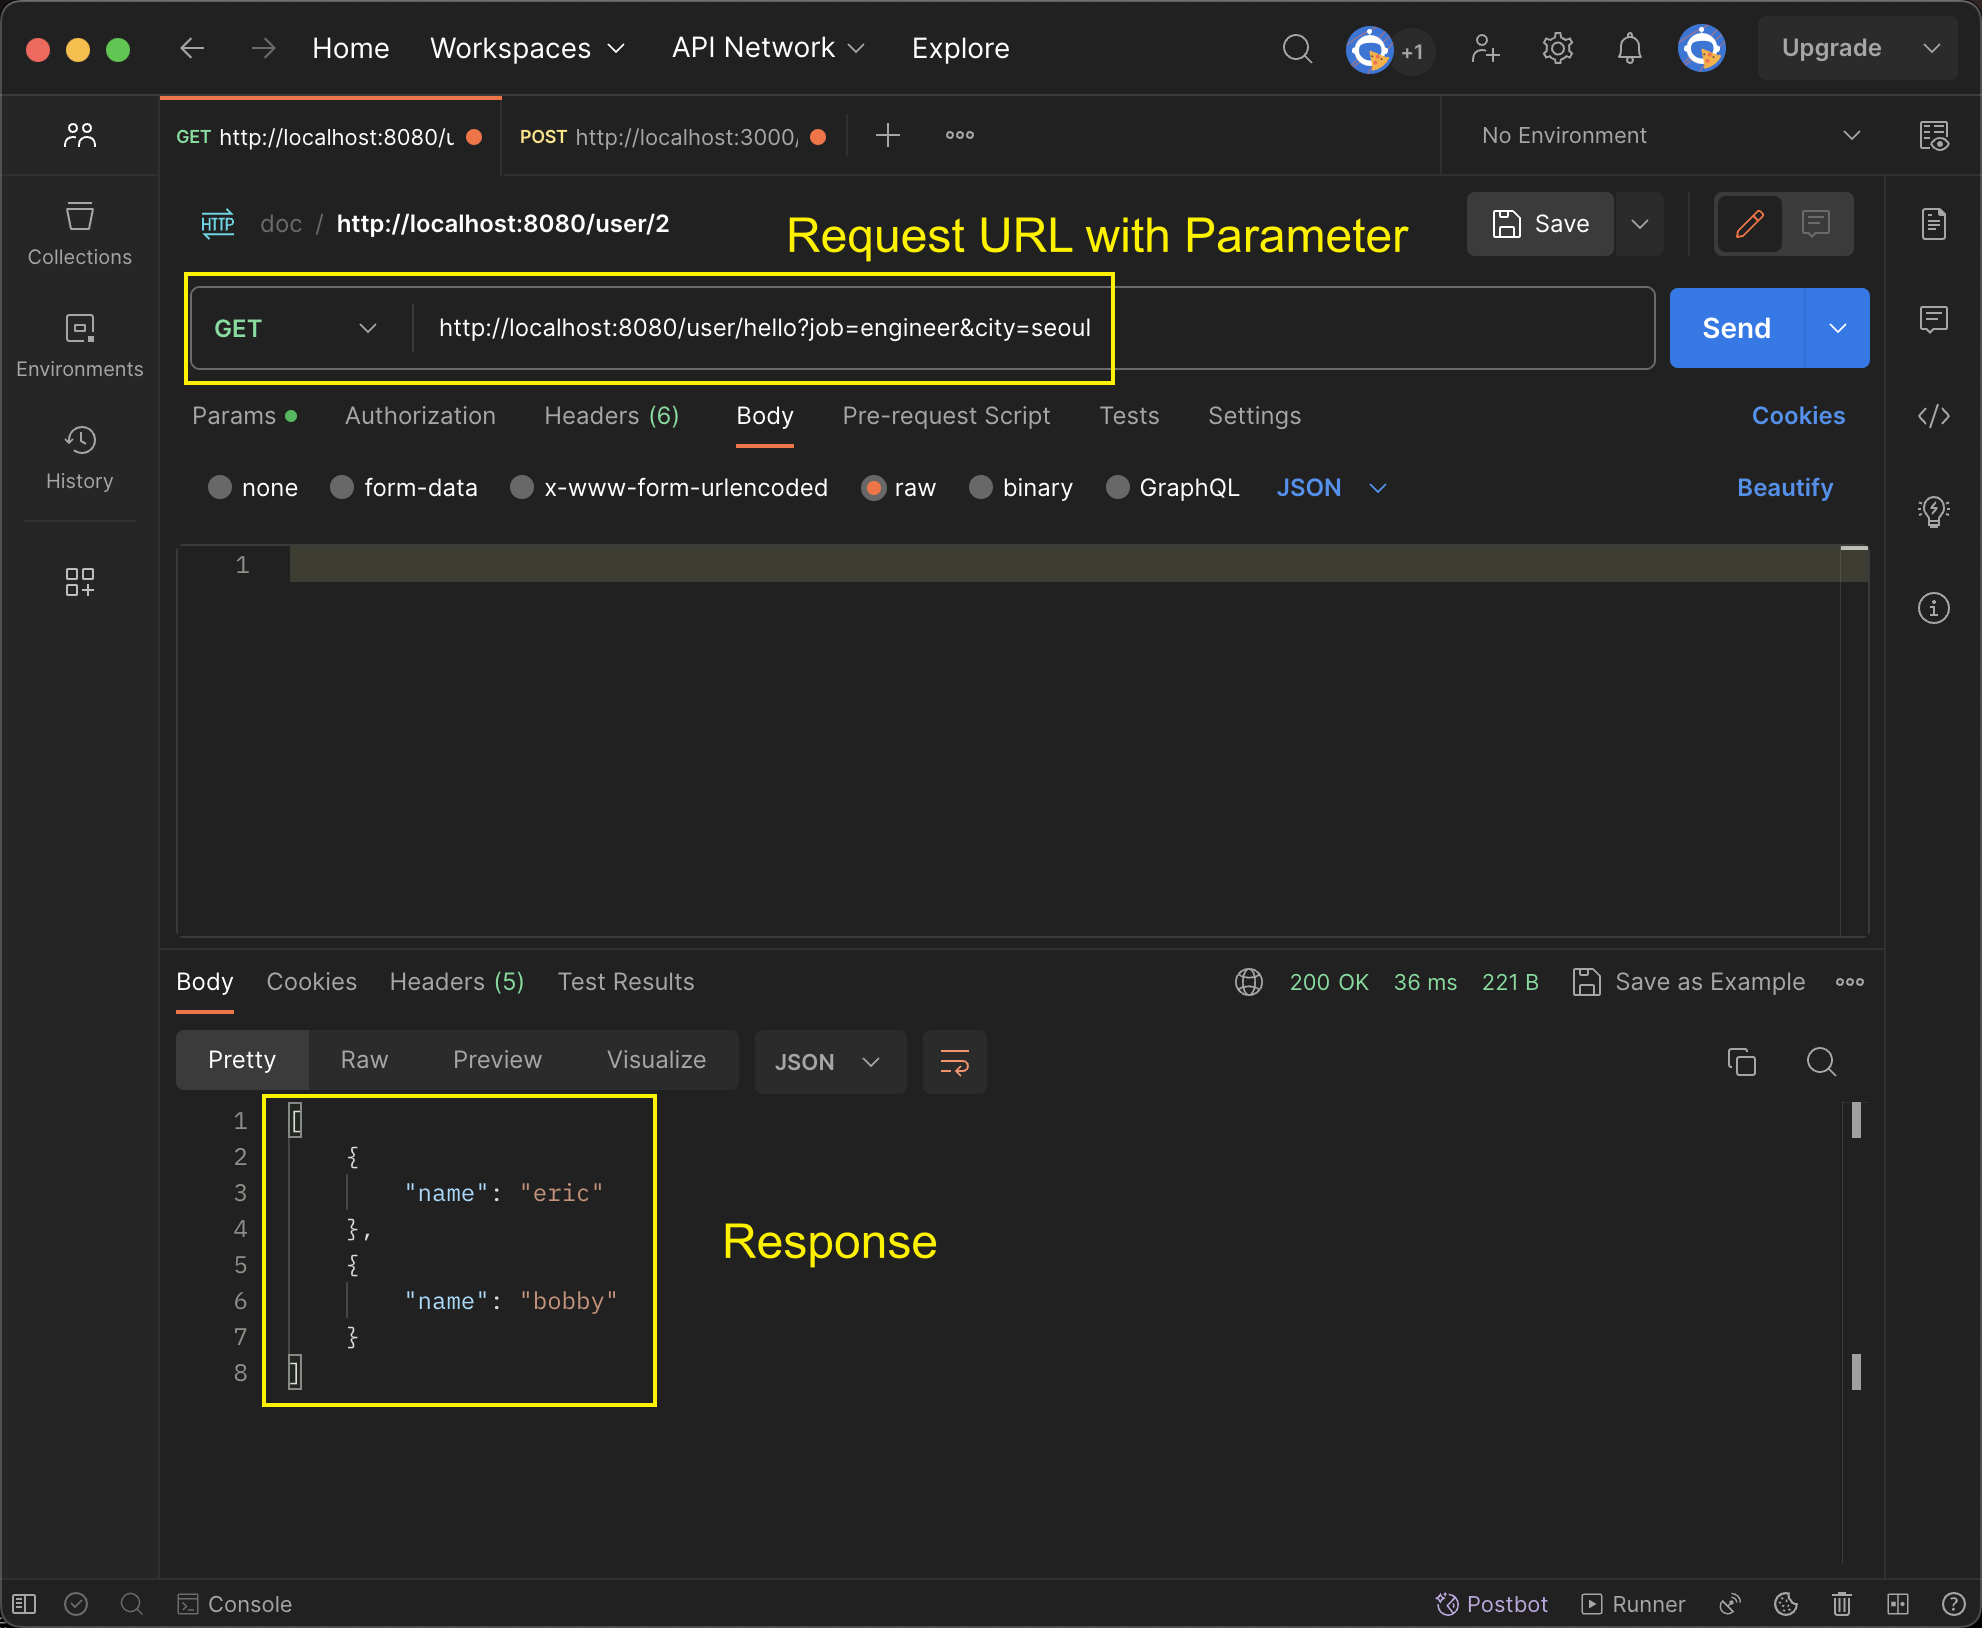 Home Workspaces API Network Explore +1 Upgrade
GET http://localhost:8080/u POST http://localhost:3000/ No Environment
HTTP doc / http://localhost:8080/user/2 Save
Request URL with Parameter
GET http://localhost:8080/user/hello?job=engineer&city=seoul Send
Collections
Environments
History
Params Authorization Headers (6) Body Pre-request Script Tests Settings Cookies
none form-data x-www-form-urlencoded raw binary GraphQL JSON Beautify
1
Body Cookies Headers (5) Test Results 200 OK 36 ms 221 B Save as Example
Pretty Raw Preview Visualize JSON
1 [
2 {
3 "name": "eric"
4 },
5 {
6 "name": "bobby"
7 }
8 ]
Response
Console Postbot Runner